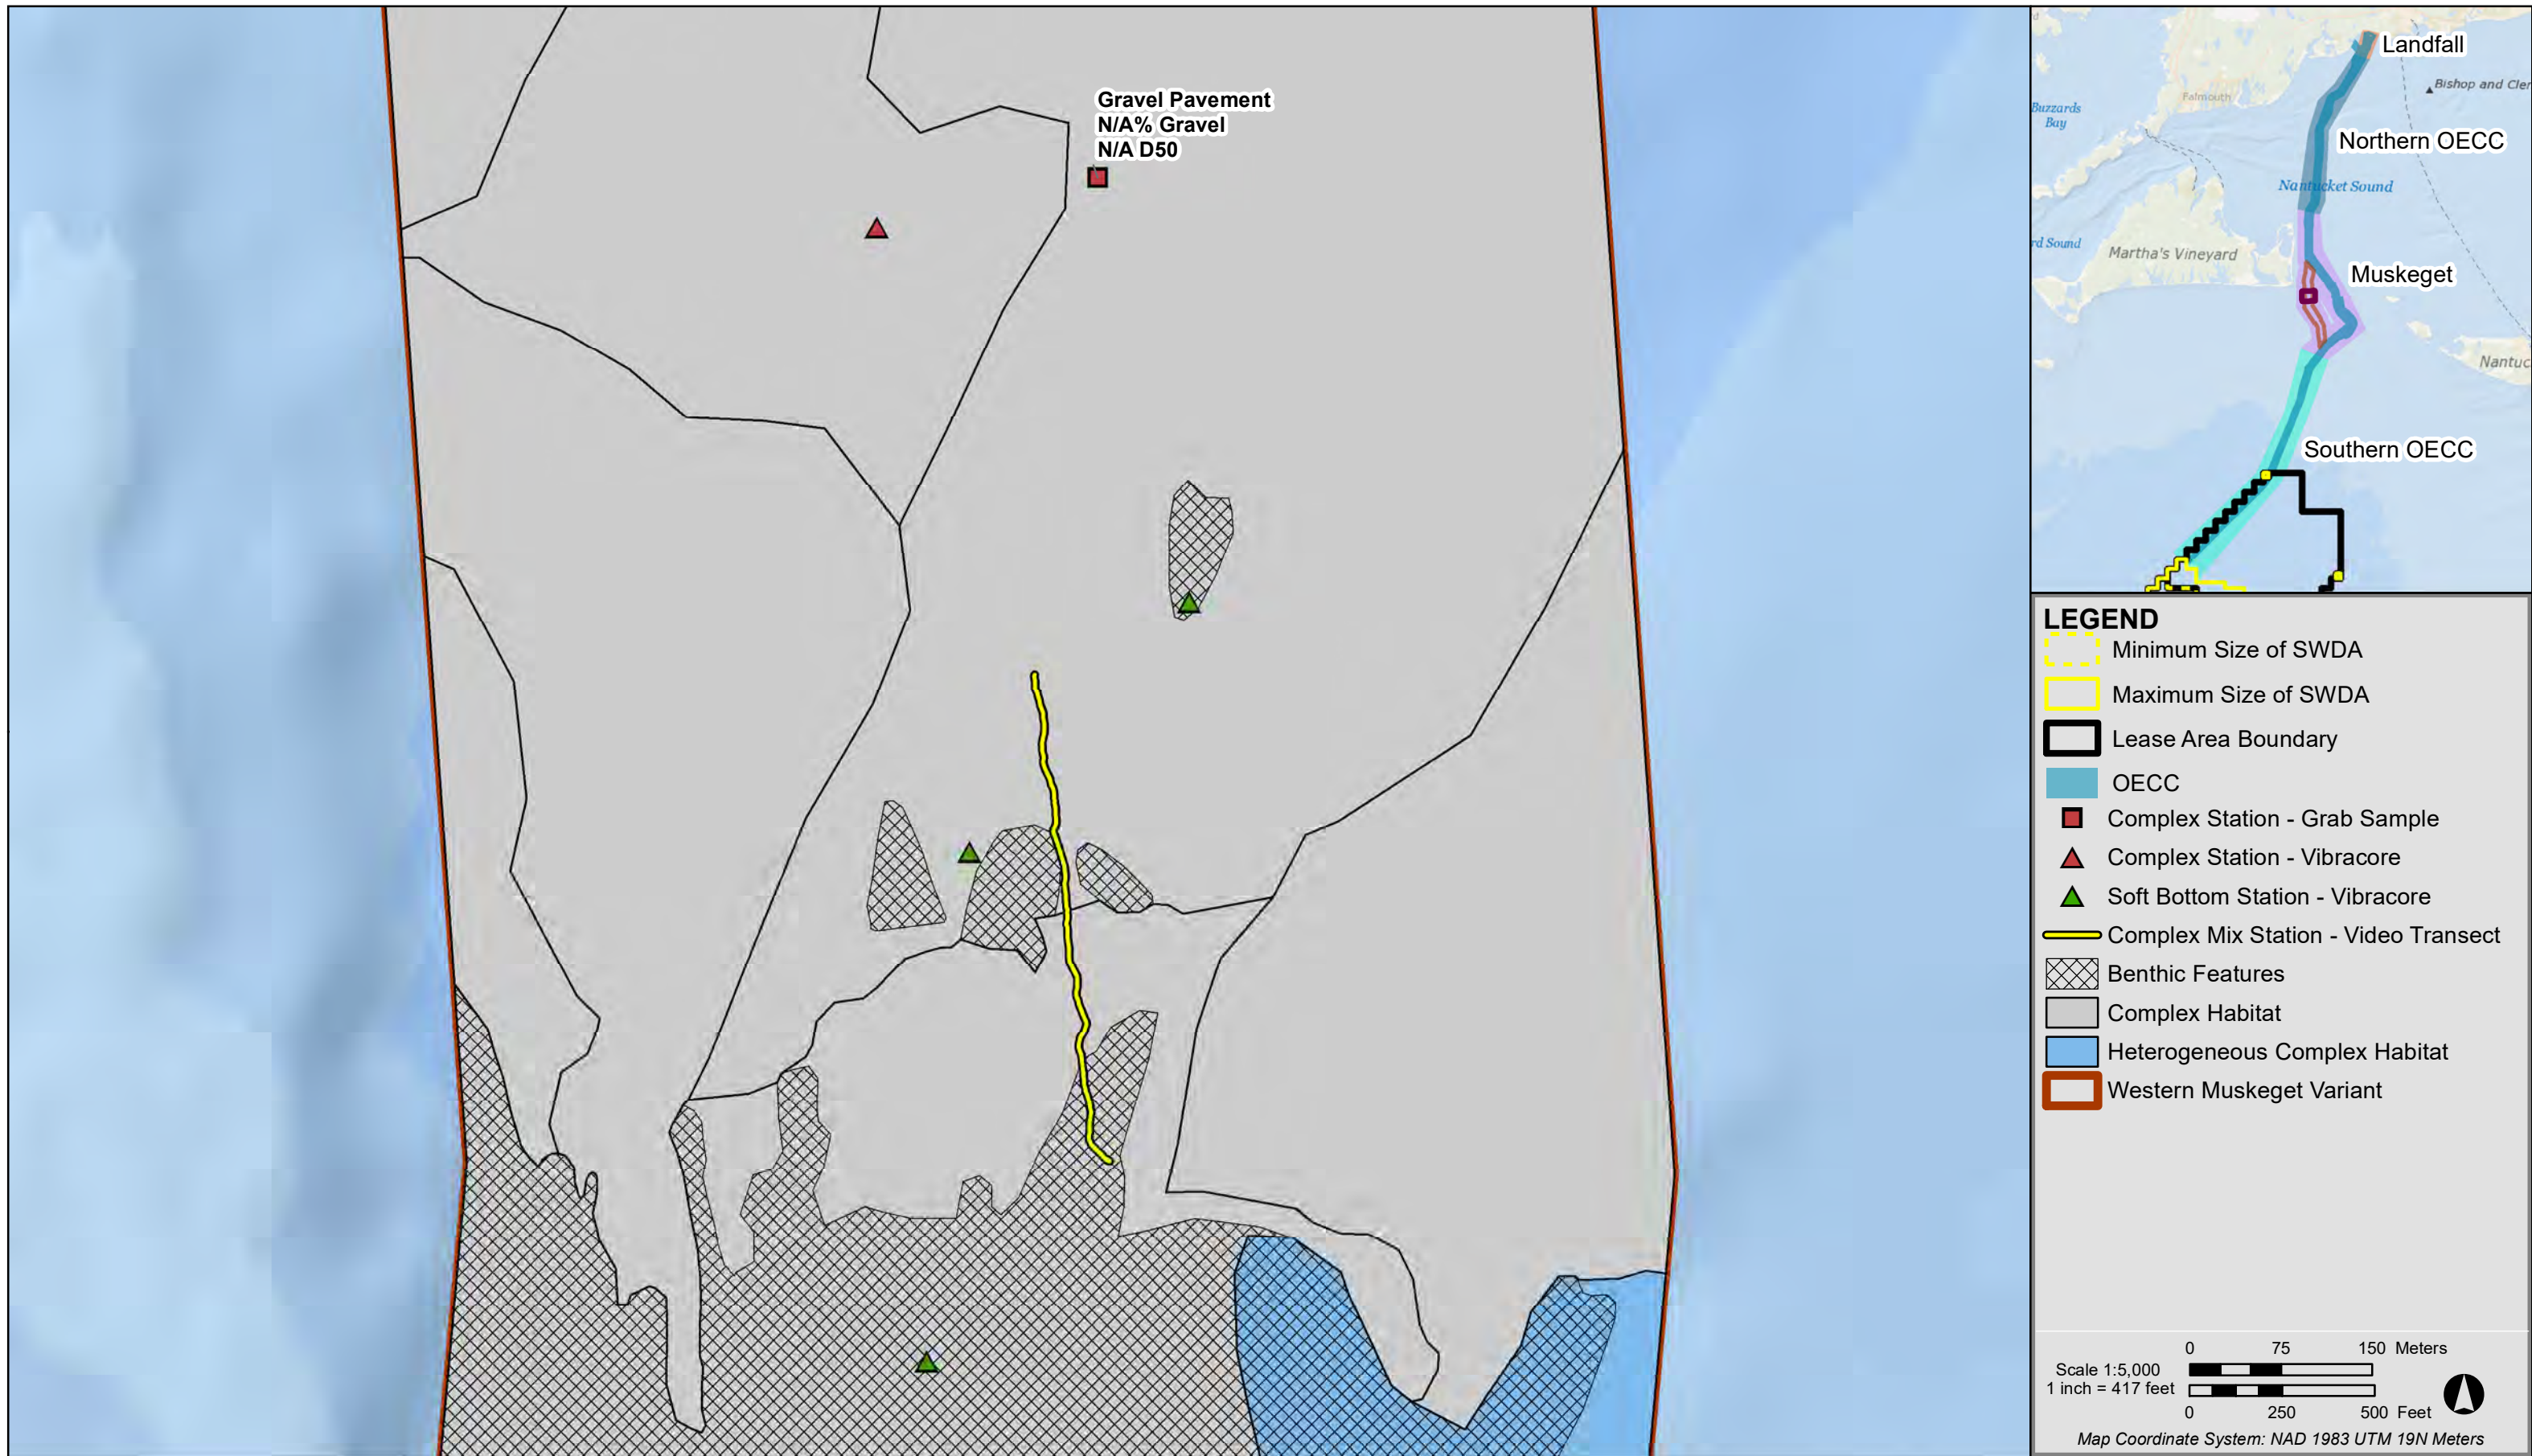 Gravel Pavement
N/A% Gravel
N/A D50
Landfall
Bishop and Cler
Falmouth
Buzzards
Bay
Northern OECC
Nantucket Sound
rd Sound
Martha's Vineyard
Muskeget
Nantuc
Southern OECC
LEGEND
Minimum Size of SWDA
Maximum Size of SWDA
Lease Area Boundary
OECC
Complex Station - Grab Sample
Complex Station - Vibracore
Soft Bottom Station - Vibracore
Complex Mix Station - Video Transect
Benthic Features
Complex Habitat
Heterogeneous Complex Habitat
Western Muskeget Variant
0 75 150 Meters
Scale 1:5,000
1 inch = 417 feet
0 250 500 Feet
Map Coordinate System: NAD 1983 UTM 19N Meters